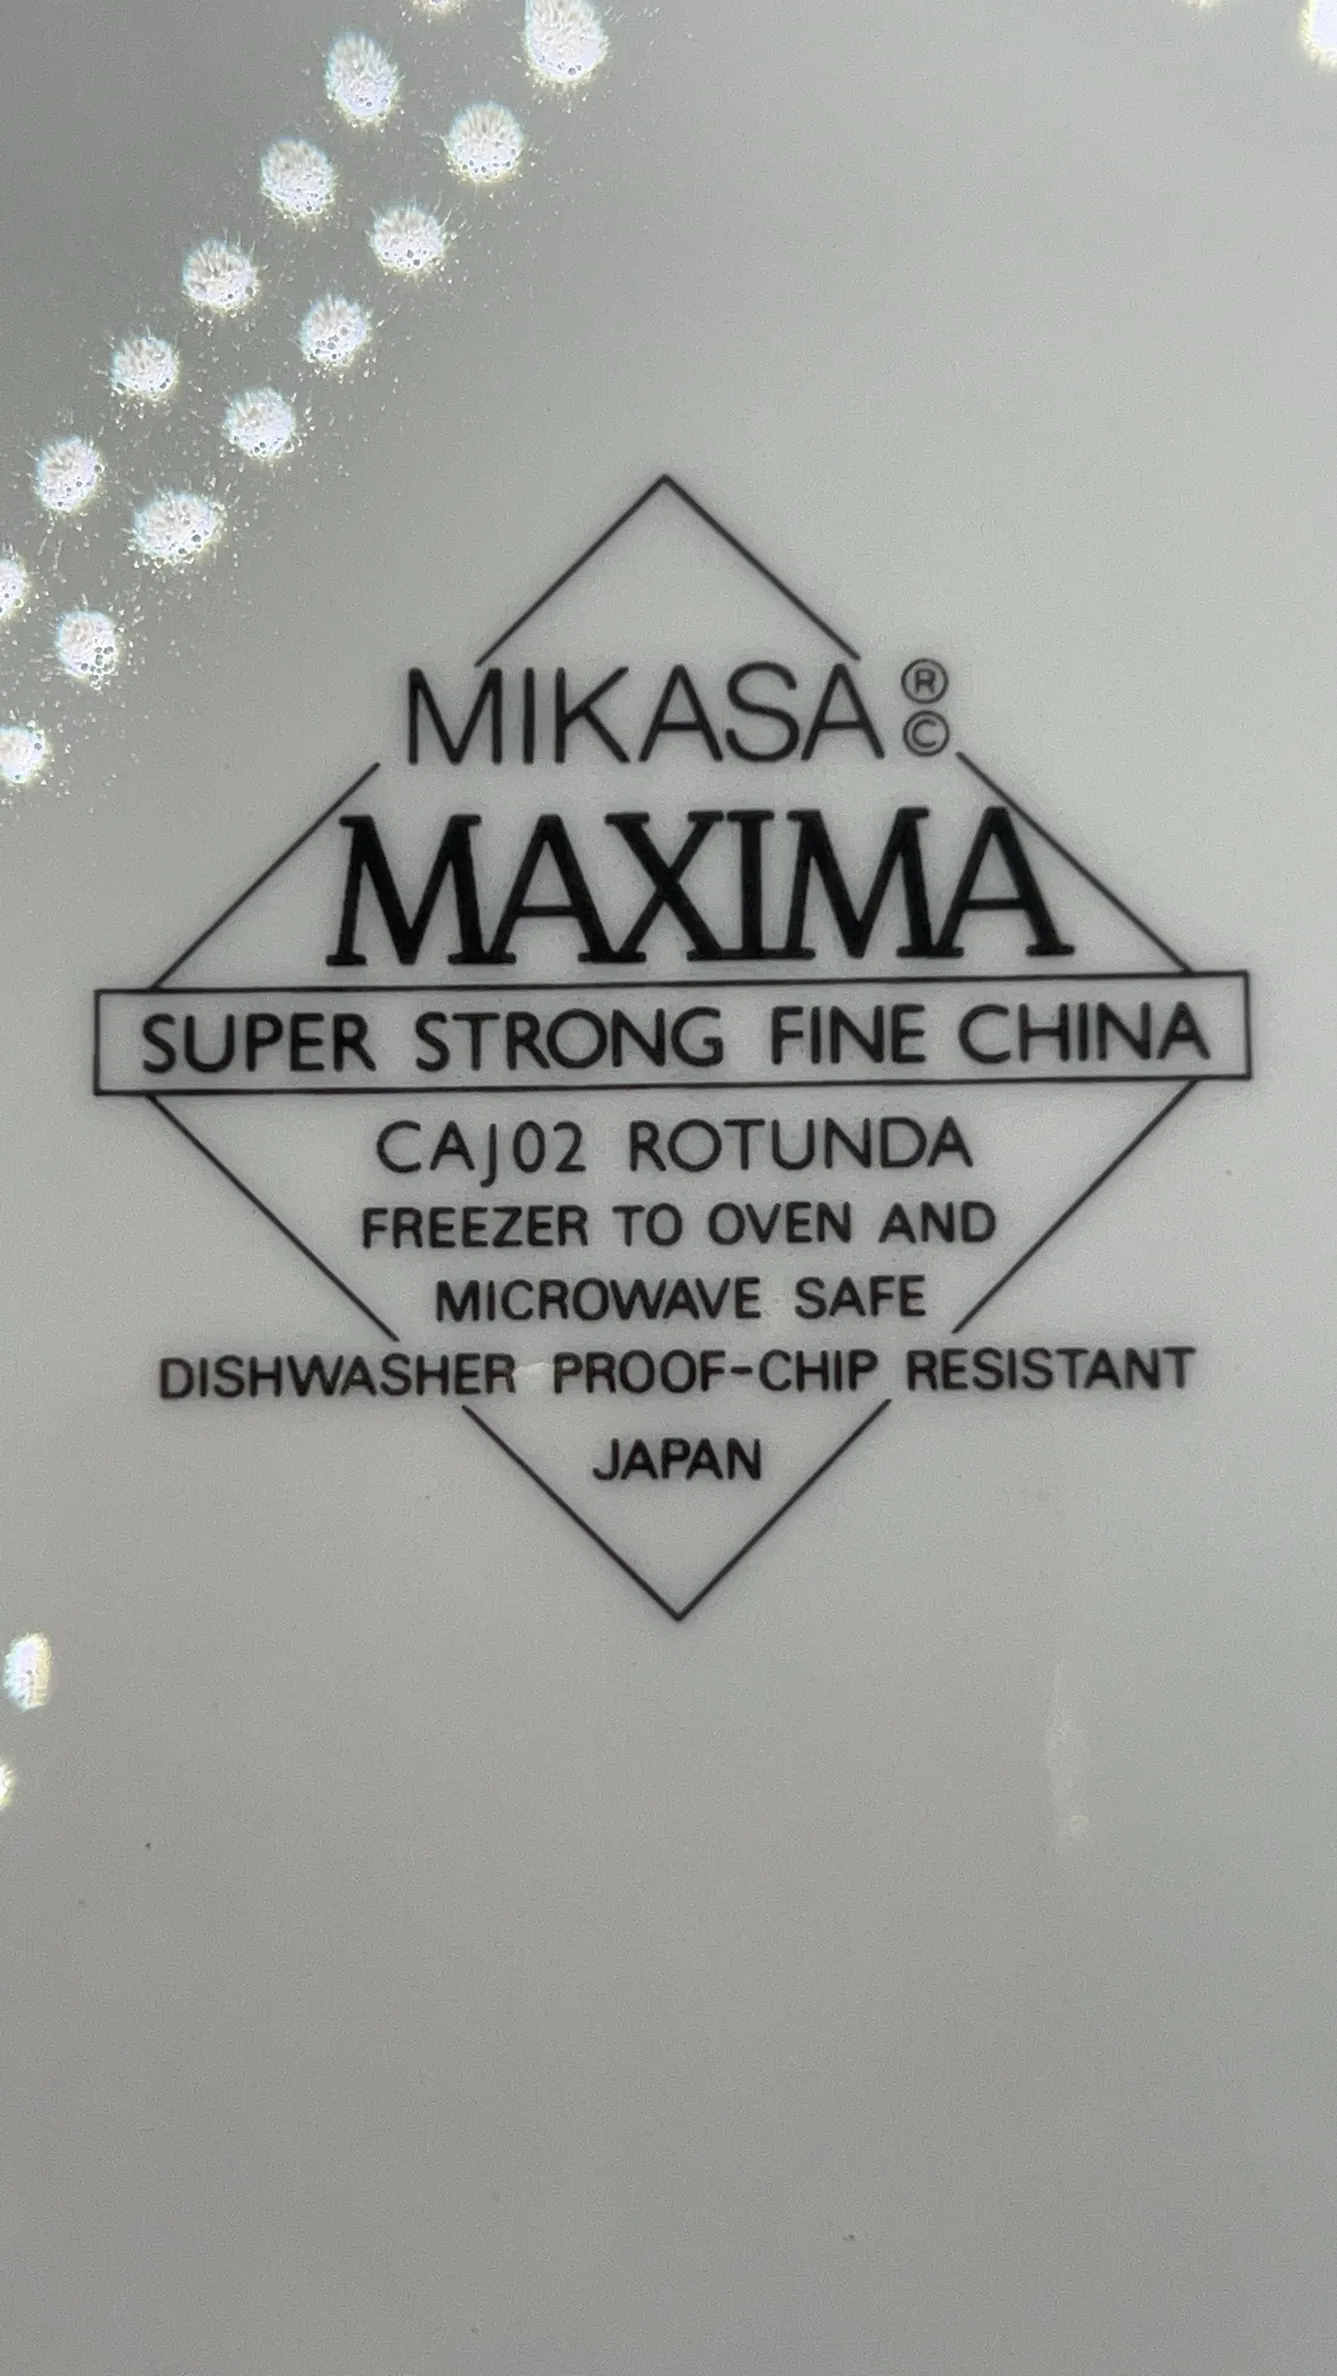 MIKASA ® ©
MAXIMA
SUPER STRONG FINE CHINA
CAJ02 ROTUNDA
FREEZER TO OVEN AND
MICROWAVE SAFE
DISHWASHER PROOF-CHIP RESISTANT
JAPAN